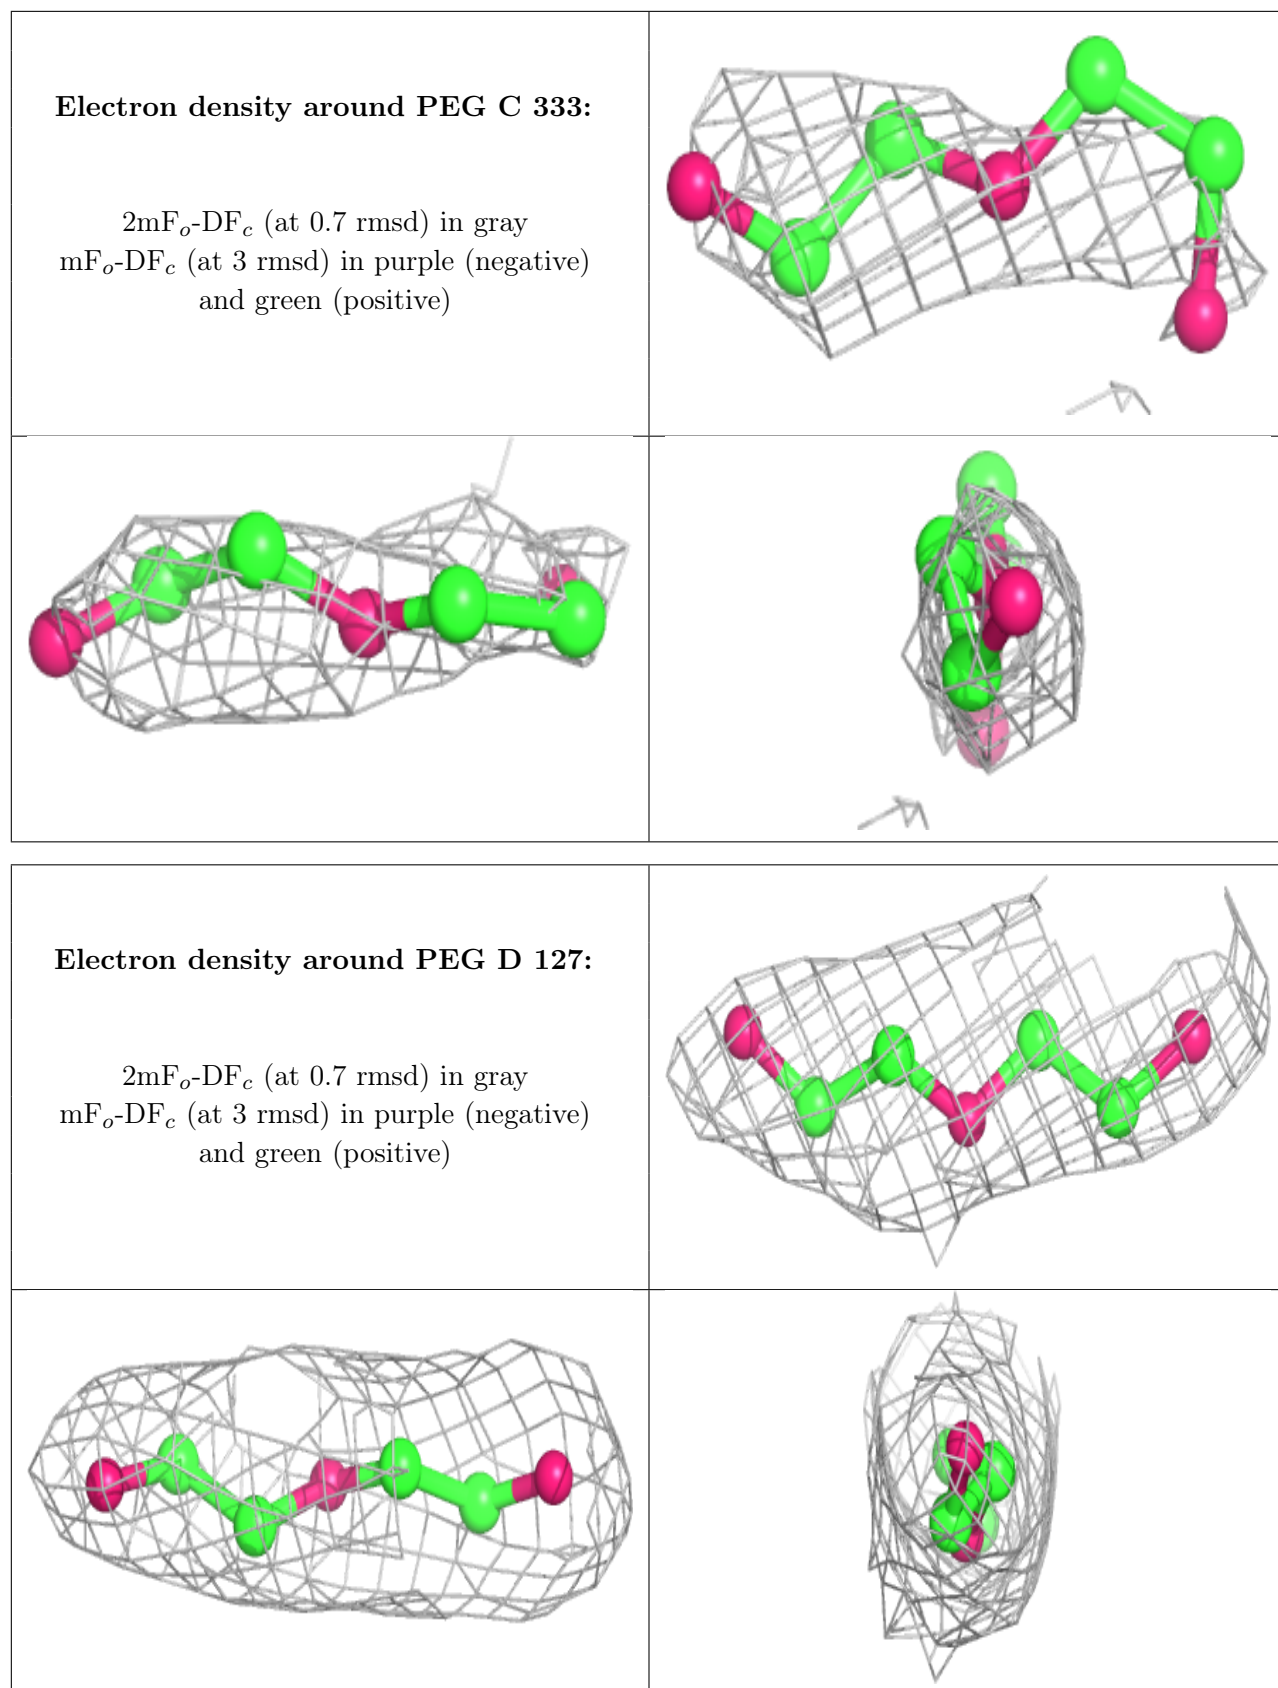 Electron density around PEG C 333:
2mFo-DFc (at 0.7 rmsd) in gray
mFo-DFc (at 3 rmsd) in purple (negative)
and green (positive)
Electron density around PEG D 127:
2mFo-DFc (at 0.7 rmsd) in gray
mFo-DFc (at 3 rmsd) in purple (negative)
and green (positive)